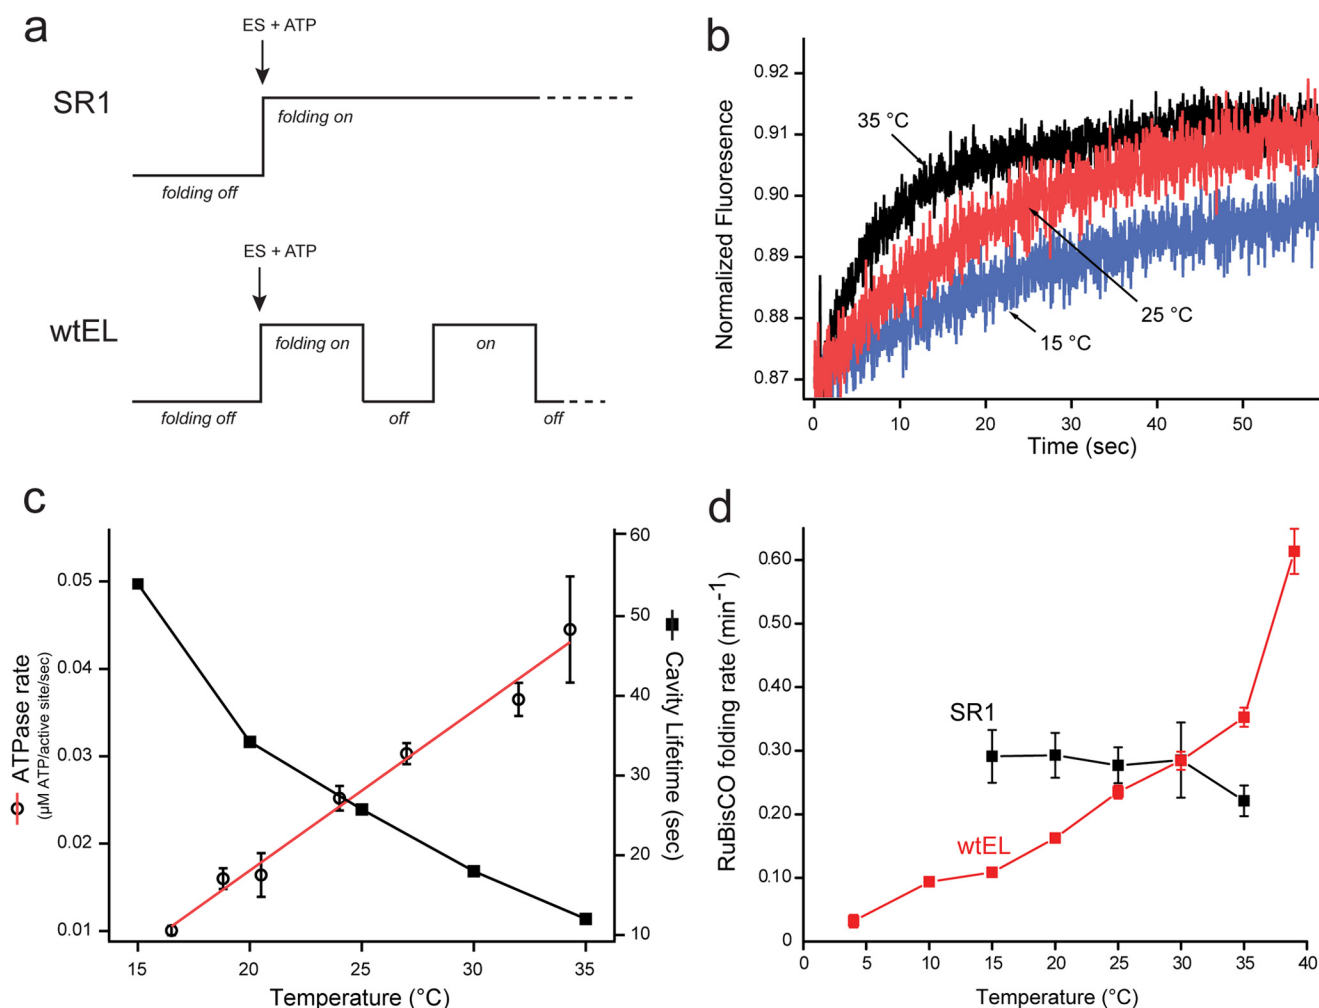 a
ES + ATP
SR1
folding on
folding off
ES + ATP
wtEL
folding on
on
folding off
off
off
b
Normalized Fluoresence
0.92
0.91
0.90
0.89
0.88
0.87
35 °C
25 °C
15 °C
0
10
20
30
40
50
Time (sec)
c
ATPase rate
(µM ATP/active site/sec)
0.05
0.04
0.03
0.02
0.01
60
50
40
30
20
10
Cavity Lifetime (sec)
15
20
25
30
35
Temperature (°C)
d
RuBisCO folding rate (min⁻¹)
0.60
0.50
0.40
0.30
0.20
0.10
0
SR1
wtEL
0
5
10
15
20
25
30
35
40
Temperature (°C)